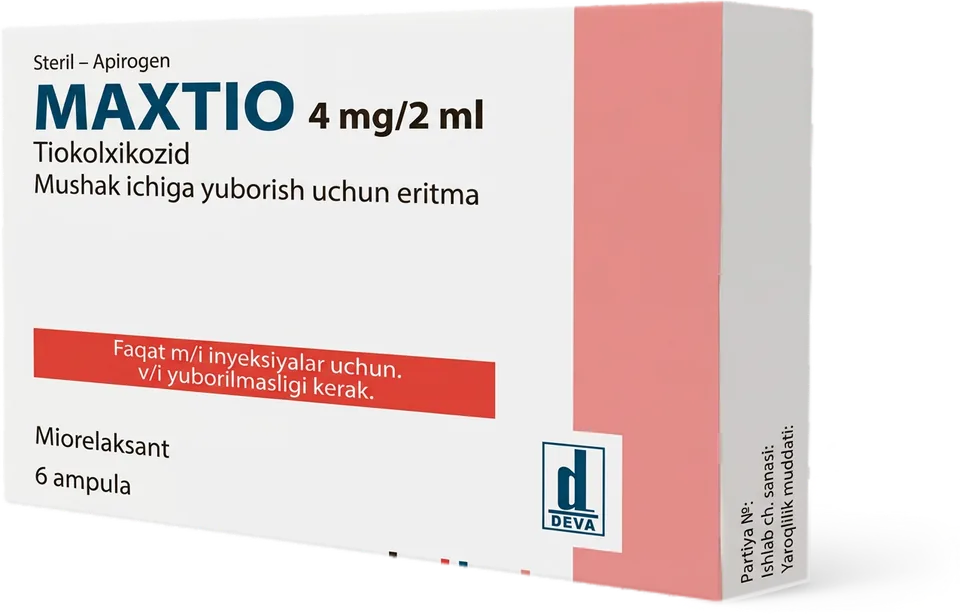 Steril – Apirogen
MAXTIO 4 mg/2 ml
Tiokolxikozid
Mushak ichiga yuborish uchun eritma
Faqat m/i inyeksiyalar uchun.
v/i yuborilmasligi kerak.
Miorelaksant
6 ampula
d
DEVA
Partiya №:
Ishlab ch. sanasi:
Yaroqlilik muddati: